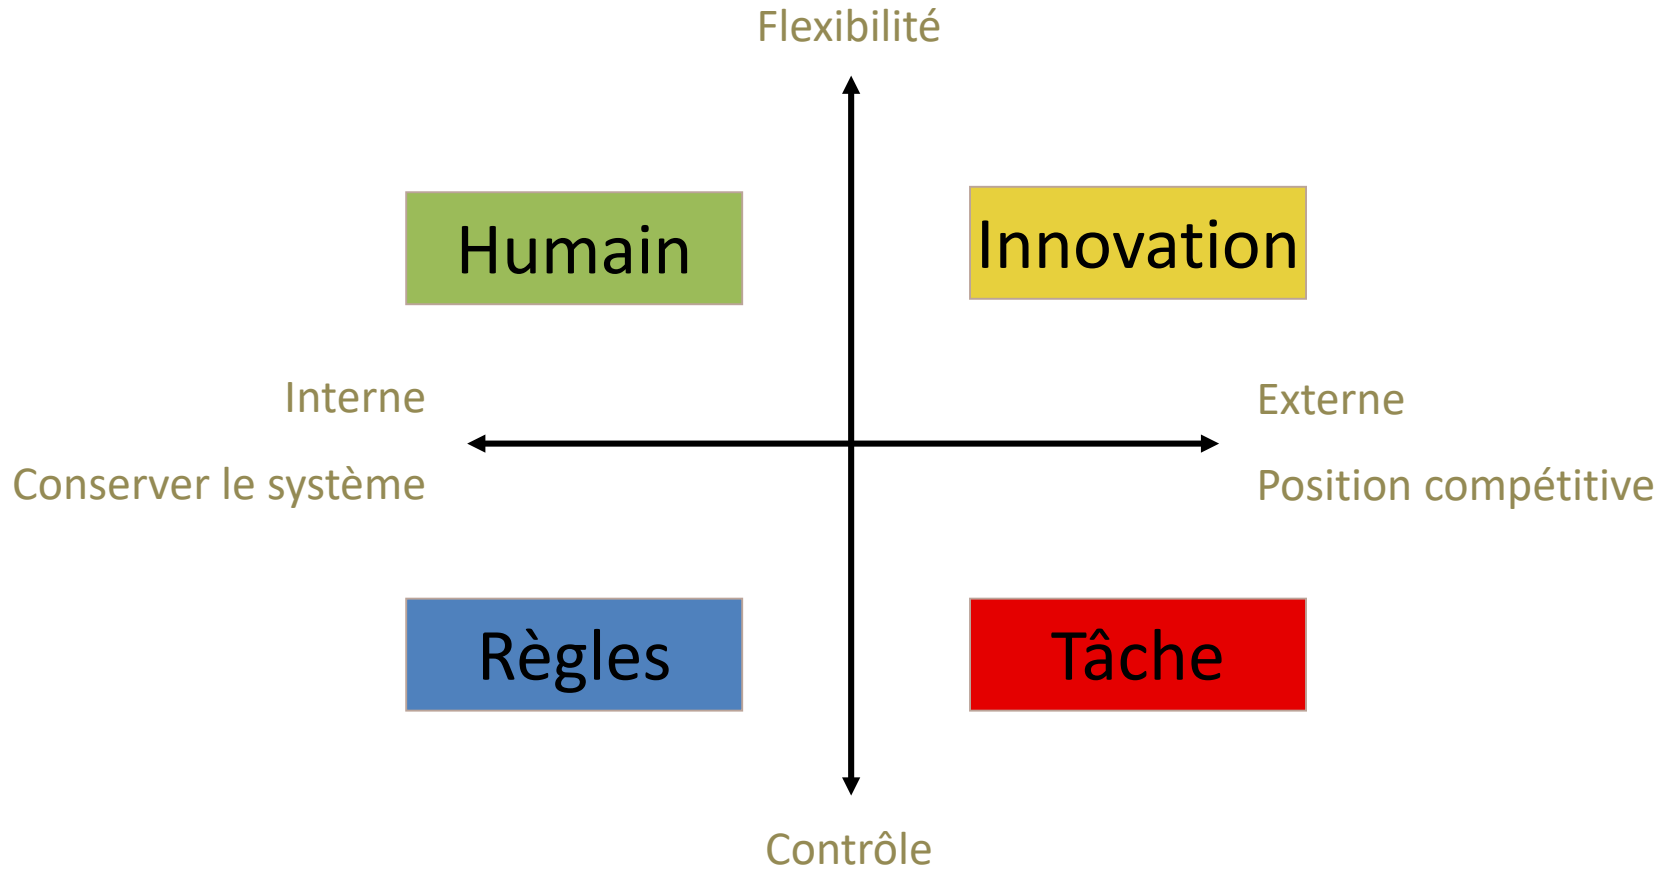 Flexibilité
Humain
Innovation
Interne
Externe
Conserver le système
Position compétitive
Règles
Tâche
Contrôle